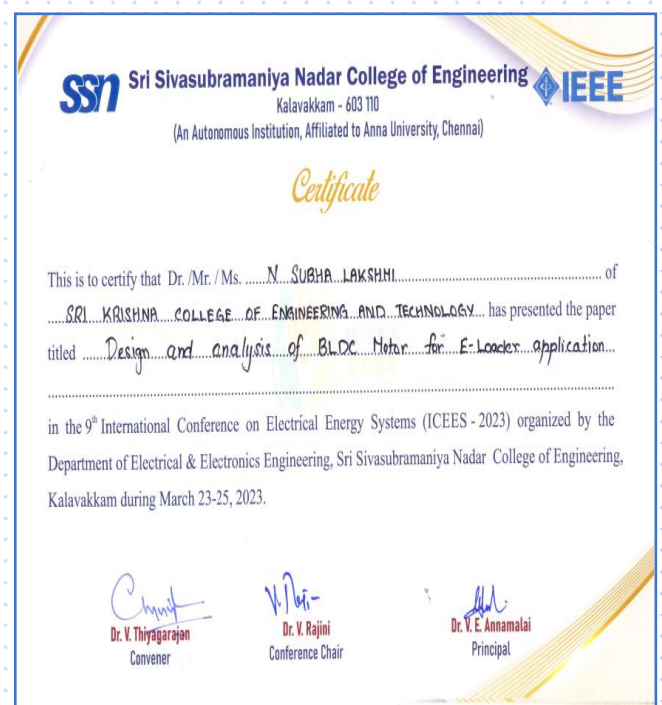 ssn Sri Sivasubramaniya Nadar College of Engineering IEEE
Kalavakkam - 603 110
(An Autonomous Institution, Affiliated to Anna University, Chennai)
Certificate
This is to certify that Dr. /Mr. / Ms. ......N SUBHA LAKSHMI...... of
......SRI KRISHNA COLLEGE OF ENGINEERING AND TECHNOLOGY... has presented the paper
titled ......Design and analysis of BLDC Motor for E-Loader application...
in the 9th International Conference on Electrical Energy Systems (ICEES - 2023) organized by the
Department of Electrical & Electronics Engineering, Sri Sivasubramaniya Nadar College of Engineering,
Kalavakkam during March 23-25, 2023.
Dr. V. Thiyagarajan
Convener
Dr. V. Rajini
Conference Chair
Dr. V. E. Annamalai
Principal